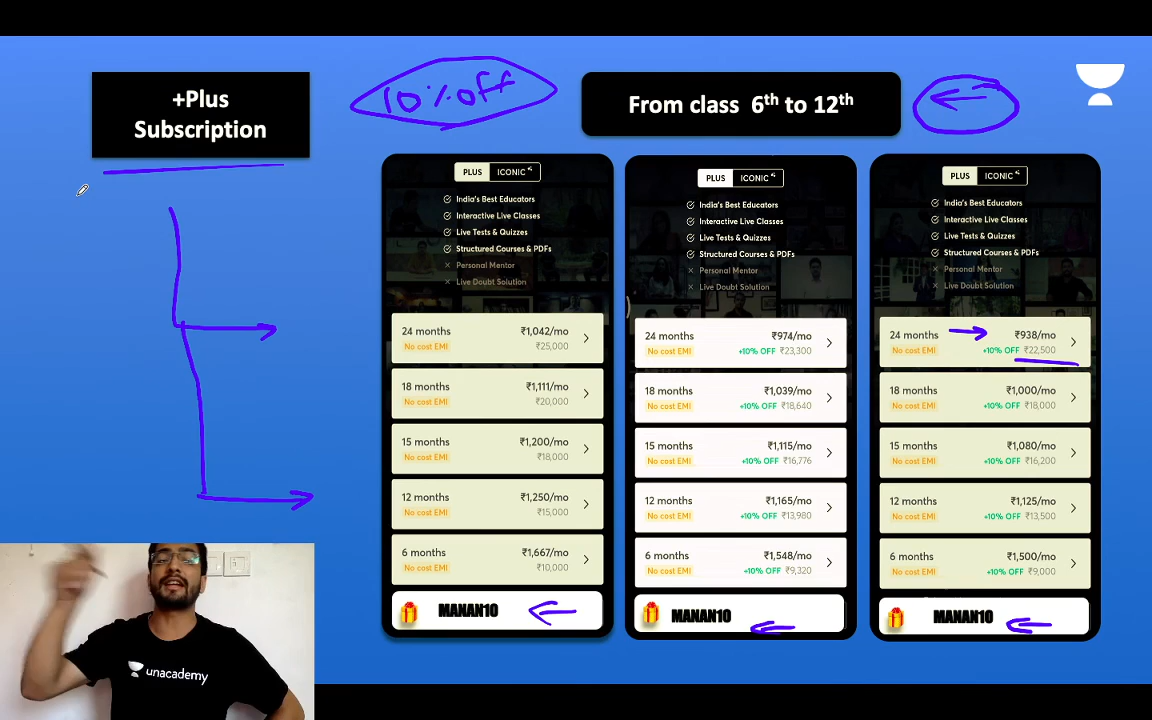 +Plus
Subscription
10% off
From class 6th to 12th
PLUS ICONIC
India's Best Educators
Interactive Live Classes
Live Tests & Quizzes
Structured Courses & PDFs
Personal Mentor
Live Doubt Solution
24 months ₹1,042/mo
No cost EMI ₹25,000
18 months ₹1,111/mo
No cost EMI ₹20,000
15 months ₹1,200/mo
No cost EMI ₹18,000
12 months ₹1,250/mo
No cost EMI ₹15,000
6 months ₹1,667/mo
No cost EMI ₹10,000
MANAN10
PLUS ICONIC
India's Best Educators
Interactive Live Classes
Live Tests & Quizzes
Structured Courses & PDFs
Personal Mentor
Live Doubt Solution
24 months ₹974/mo
No cost EMI +10% OFF ₹23,300
18 months ₹1,039/mo
No cost EMI +10% OFF ₹18,640
15 months ₹1,115/mo
No cost EMI +10% OFF ₹16,776
12 months ₹1,165/mo
No cost EMI +10% OFF ₹13,980
6 months ₹1,548/mo
No cost EMI +10% OFF ₹9,320
MANAN10
PLUS ICONIC
India's Best Educators
Interactive Live Classes
Live Tests & Quizzes
Structured Courses & PDFs
Personal Mentor
Live Doubt Solution
24 months ₹938/mo
No cost EMI +10% OFF ₹22,500
18 months ₹1,000/mo
No cost EMI +10% OFF ₹18,000
15 months ₹1,080/mo
No cost EMI +10% OFF ₹16,200
12 months ₹1,125/mo
No cost EMI +10% OFF ₹13,500
6 months ₹1,500/mo
No cost EMI +10% OFF ₹9,000
MANAN10
unacademy